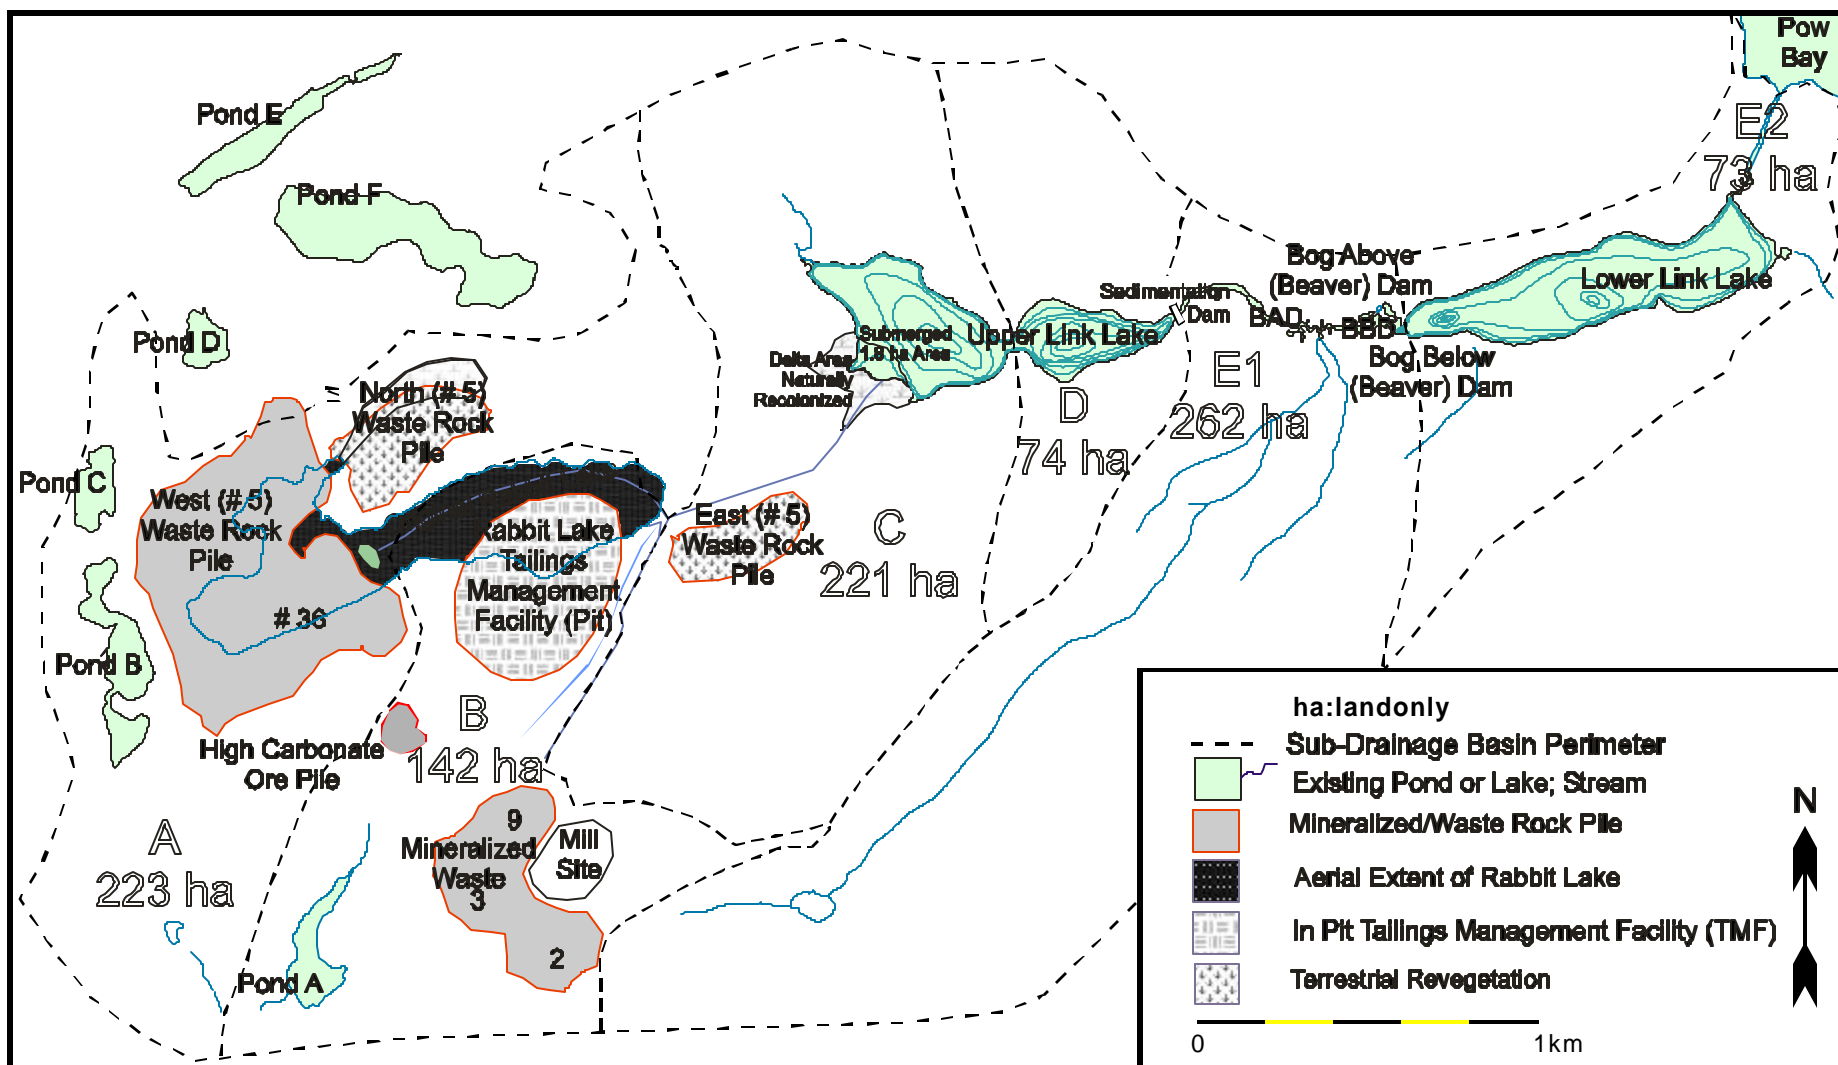 Pow
Bay
Pond E
E2
73 ha
Pond F
Bog Above
(Beaver) Dam
Lower Link Lake
Sedimentation
Dam
BAD
BBD
Pond D
Submerged
1.8 ha Area
Upper Link Lake
Delta Area
Naturally
Recolonized
E1
262 ha
Bog Below
(Beaver) Dam
North (# 5)
Waste Rock
Pile
D
74 ha
Pond C
West (# 5)
Waste Rock
Pile
Rabbit Lake
Tailings
Management
Facility (Pit)
East (# 5)
Waste Rock
Pile
C
221 ha
# 36
Pond B
High Carbonate
Ore Pile
B
142 ha
A
223 ha
9
Mineralized
Waste
3
2
Mill
Site
Pond A
ha:landonly
Sub-Drainage Basin Perimeter
Existing Pond or Lake; Stream
Mineralized/Waste Rock Pile
Aerial Extent of Rabbit Lake
In Pit Tailings Management Facility (TMF)
Terrestrial Revegetation
0
1km
N